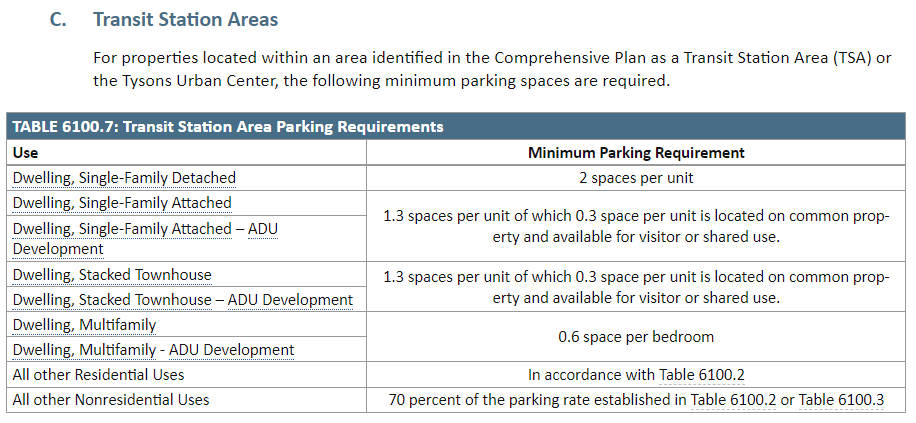 C. Transit Station Areas
For properties located within an area identified in the Comprehensive Plan as a Transit Station Area (TSA) or
the Tysons Urban Center, the following minimum parking spaces are required.
TABLE 6100.7: Transit Station Area Parking Requirements
Use Minimum Parking Requirement
Dwelling, Single-Family Detached 2 spaces per unit
Dwelling, Single-Family Attached
Dwelling, Single-Family Attached – ADU
Development
1.3 spaces per unit of which 0.3 space per unit is located on common prop-
erty and available for visitor or shared use.
Dwelling, Stacked Townhouse
Dwelling, Stacked Townhouse – ADU Development
1.3 spaces per unit of which 0.3 space per unit is located on common prop-
erty and available for visitor or shared use.
Dwelling, Multifamily
Dwelling, Multifamily - ADU Development
0.6 space per bedroom
All other Residential Uses In accordance with Table 6100.2
All other Nonresidential Uses 70 percent of the parking rate established in Table 6100.2 or Table 6100.3